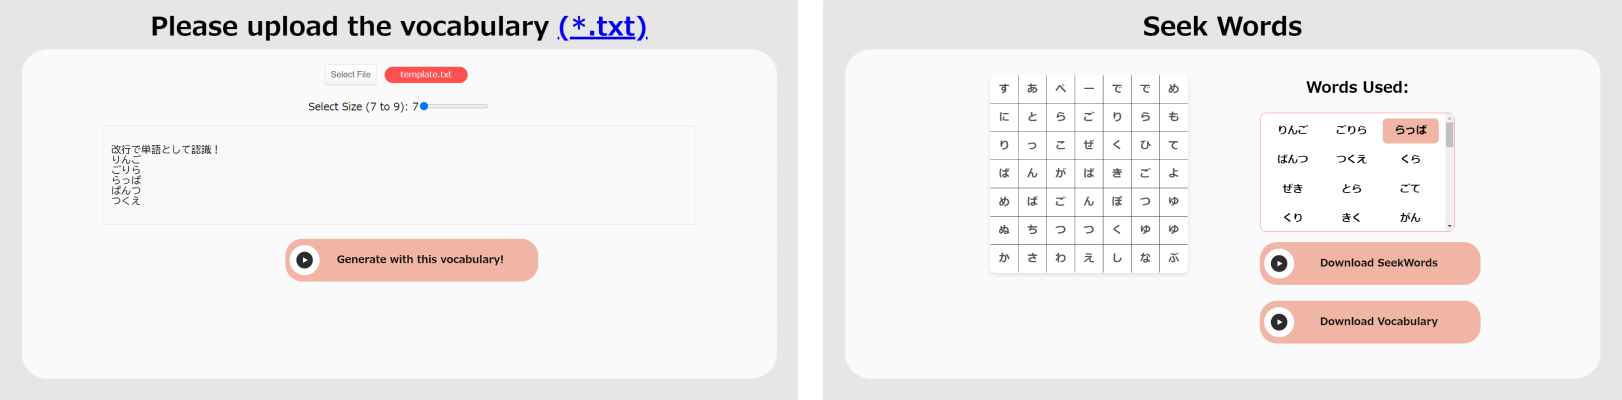 Please upload the vocabulary (*.txt)
Select File template.txt
Select Size (7 to 9): 7
改行で単語として認識！
りんご
ごりら
らっぱ
ぱんつ
つくえ
Generate with this vocabulary!
Seek Words
す あ べ ー で で め
に と ら ご り ら も
り っ こ ぜ く ひ て
ば ん が ば き ご よ
め ば ご ん ぼ つ ゆ
ぬ ち つ つ く ゆ ゆ
か さ わ え し な ぶ
Words Used:
りんご ごりら らっぱ
ぱんつ つくえ くら
ぜき とら ごて
くり きく がん
Download SeekWords
Download Vocabulary